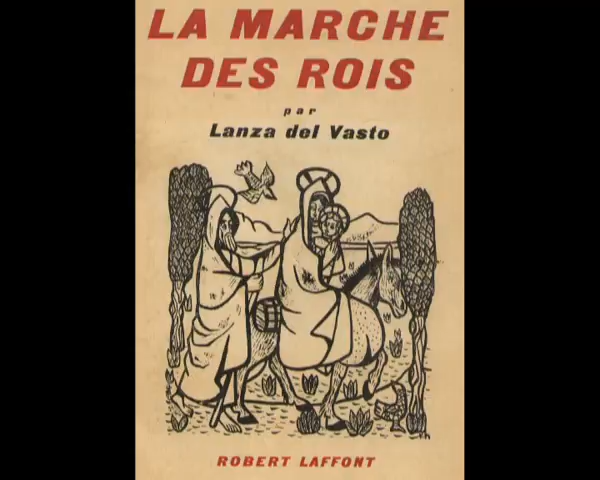 LA MARCHE
DES ROIS
par
Lanza del Vasto
ROBERT LAFFONT